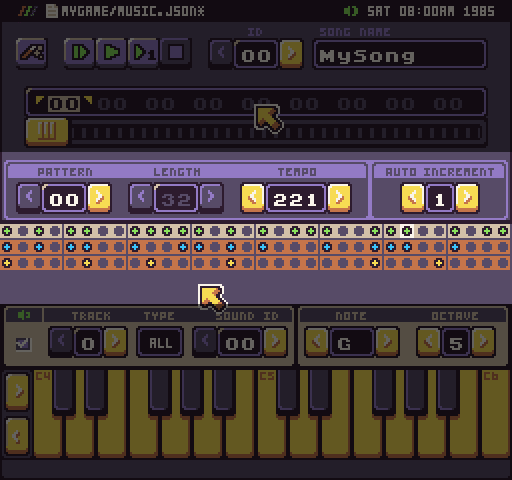 MYGAME/MUSIC.JSON* SAT 08:00AM 1985
ID SONG NAME
1 00 MySong
00 00 00 00 00 00 00 00 00
PATTERN LENGTH TEMPO AUTO INCREMENT
00 32 221 1
TRACK TYPE SOUND ID NOTE OCTAVE
0 ALL 00 G 5
C4 C5 C6